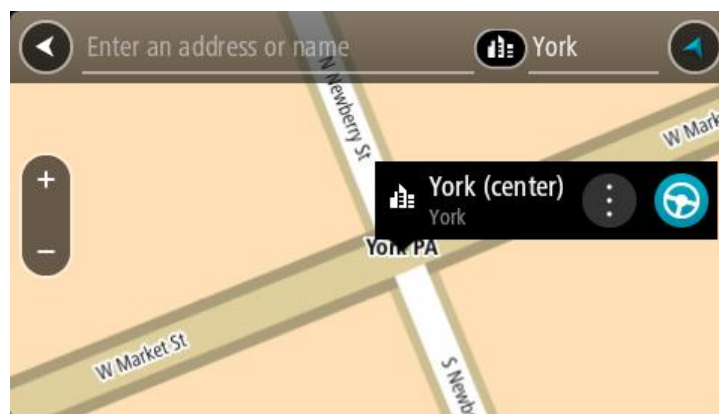 Enter an address or name
York
N Newberry St
W Mark
York (center)
York
York PA
W Market St
S Newb